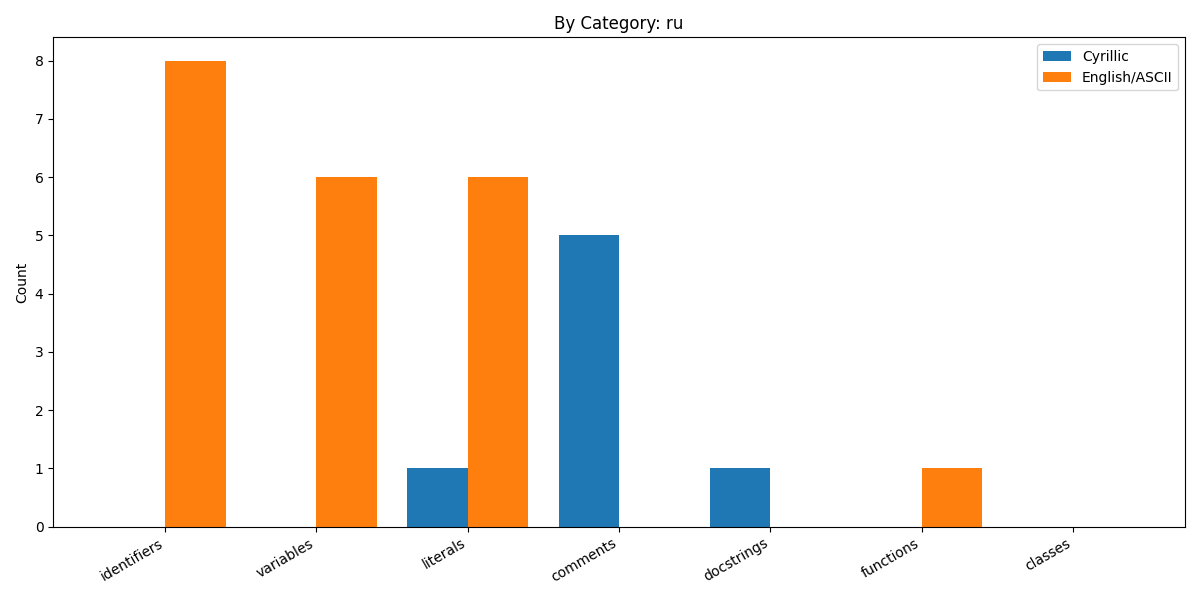 By Category: ru
Cyrillic
English/ASCII
Count
8
7
6
5
4
3
2
1
0
identifiers
variables
literals
comments
docstrings
functions
classes